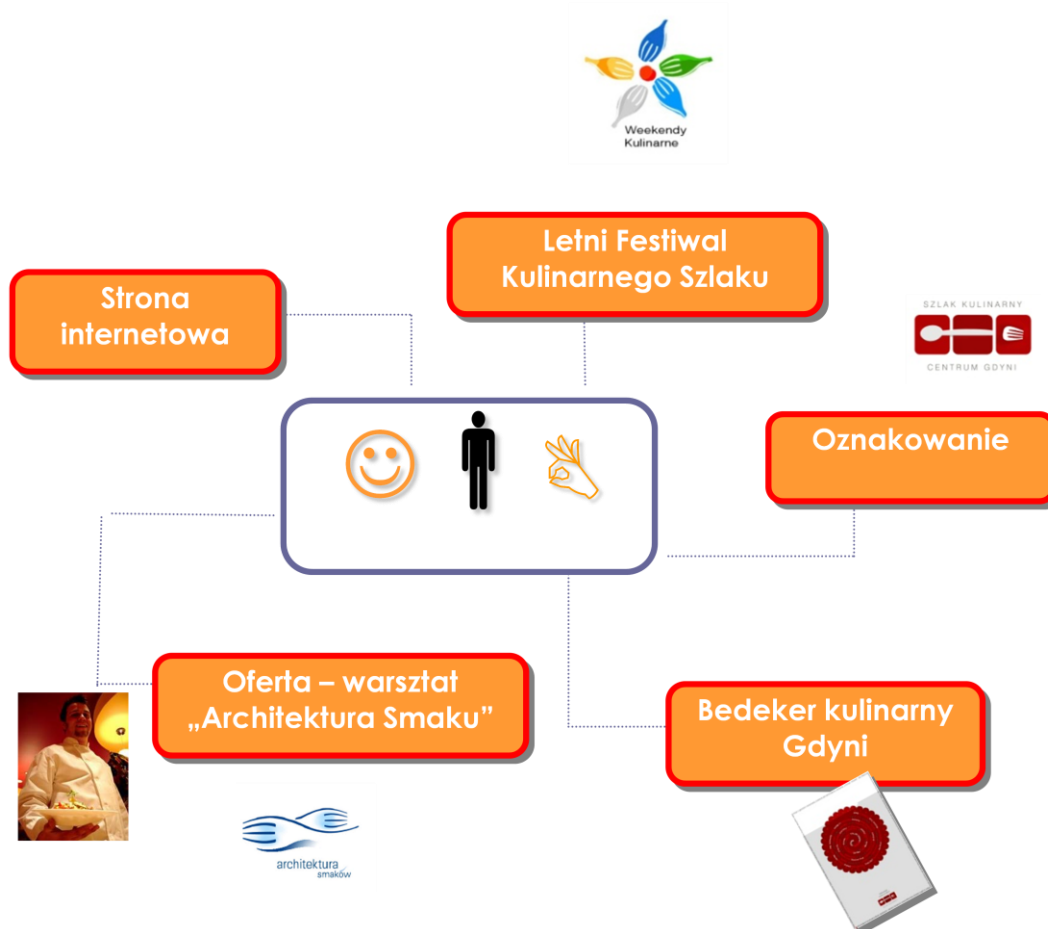 Weekendy
Kulinarne
Letni Festiwal
Kulinarnego Szlaku
Strona
internetowa
SZLAK KULINARNY
CENTRUM GDYNI
Oznakowanie
Oferta – warsztat
„Architektura Smaku”
Bedeker kulinarny
Gdyni
architektura
smaków